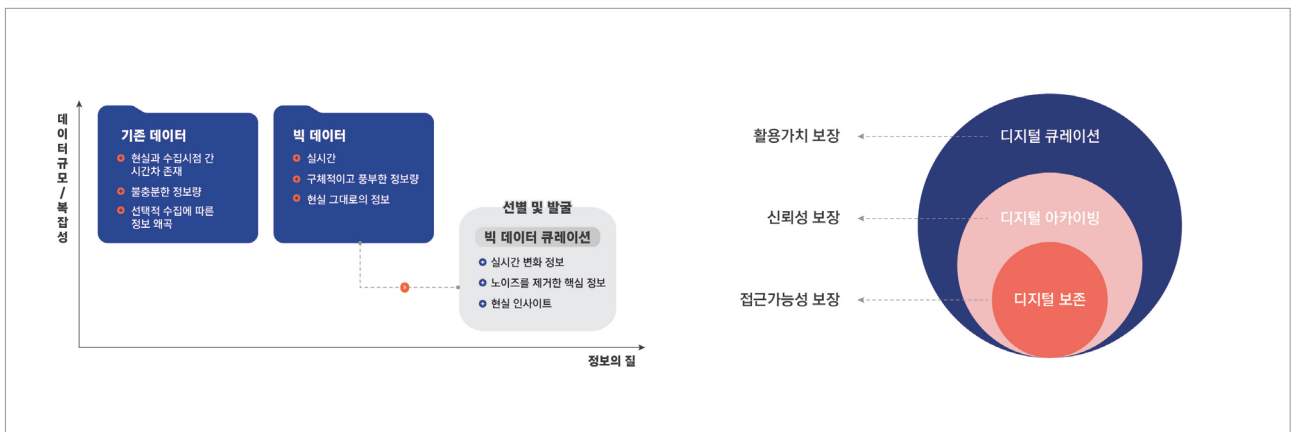 데이터규모/복잡성
기존 데이터
현실과 수집시점 간
시간차 존재
불충분한 정보량
선택적 수집에 따른
정보 왜곡
빅 데이터
실시간
구체적이고 풍부한 정보량
현실 그대로의 정보
선별 및 발굴
빅 데이터 큐레이션
실시간 변화 정보
노이즈를 제거한 핵심 정보
현실 인사이트
정보의 질
활용가치 보장
디지털 큐레이션
신뢰성 보장
디지털 아카이빙
접근가능성 보장
디지털 보존